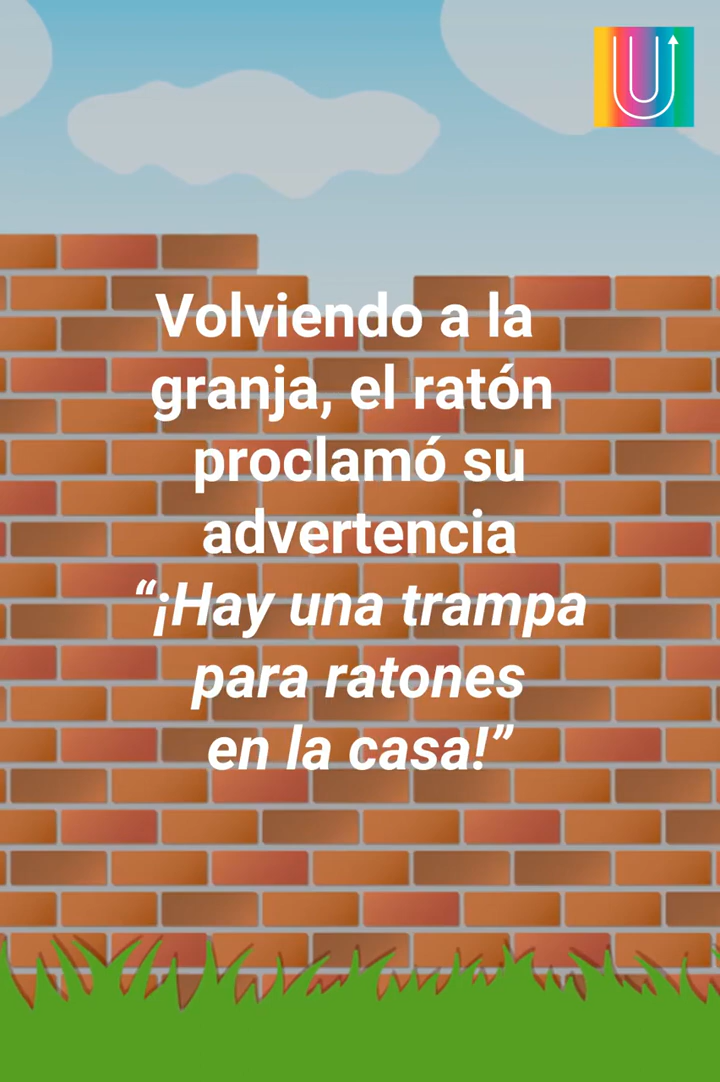 U
Volviendo a la
granja, el ratón
proclamó su
advertencia
“¡Hay una trampa
para ratones
en la casa!”